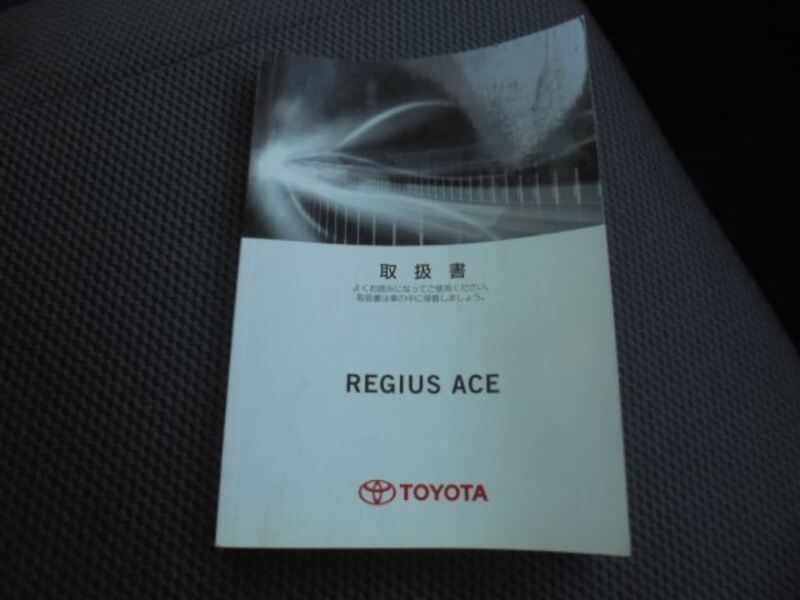 取扱書
よくお読みになってご使用ください。
取扱書は車の中に保管しましょう。
REGIUS ACE
TOYOTA